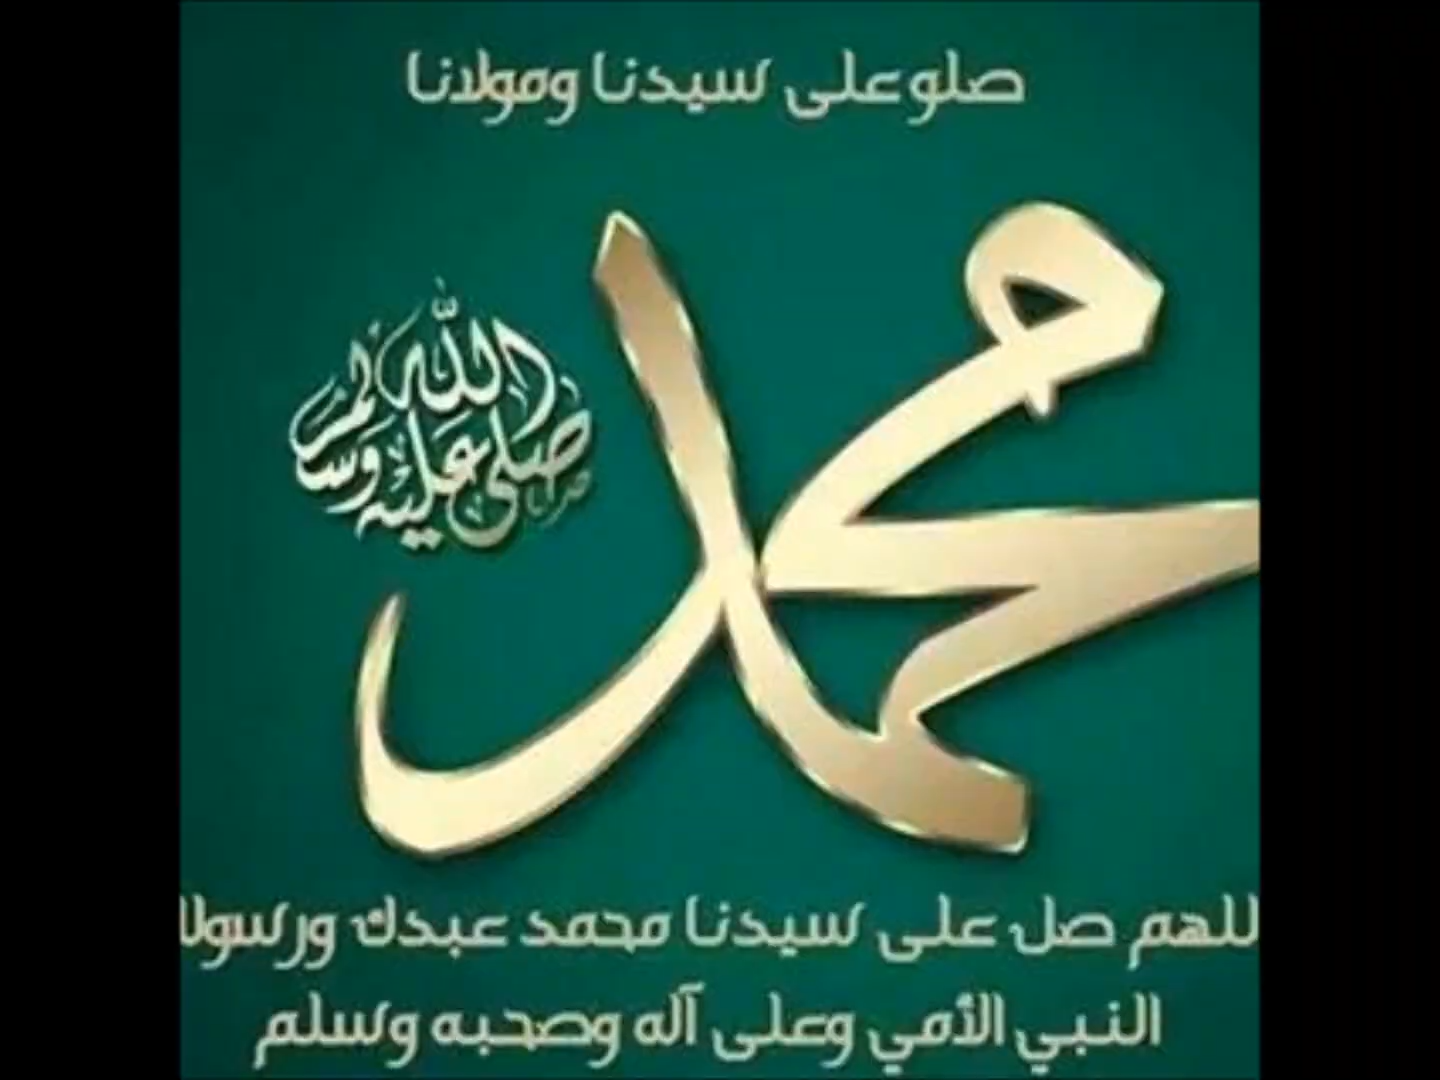 صلو على سيدنا ومولانا
محمد
صلى الله عليه وسلم
للهم صل على سيدنا محمد عبدك ورسولا
النبي الأمي وعلى آله وصحبه وسلم